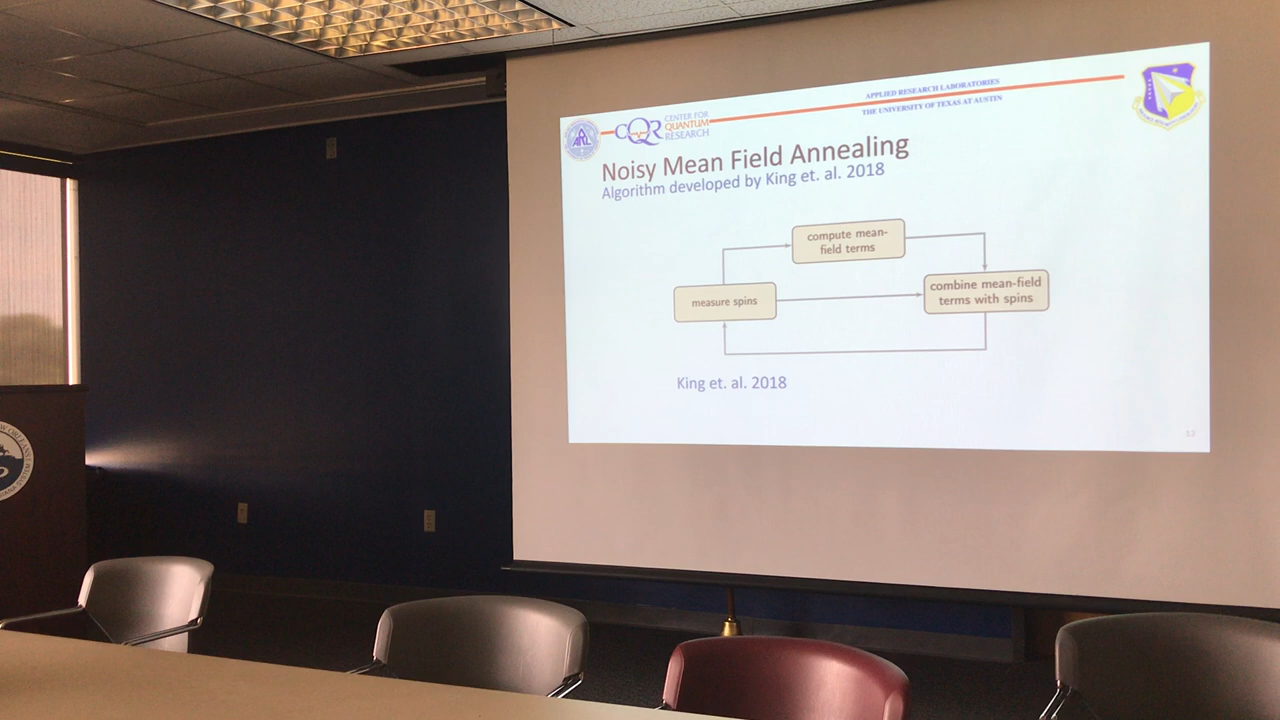 APPLIED RESEARCH LABORATORIES
THE UNIVERSITY OF TEXAS AT AUSTIN
ARL
CQR
CENTER FOR
QUANTUM
RESEARCH
Noisy Mean Field Annealing
Algorithm developed by King et. al. 2018
compute mean-
field terms
measure spins
combine mean-field
terms with spins
King et. al. 2018